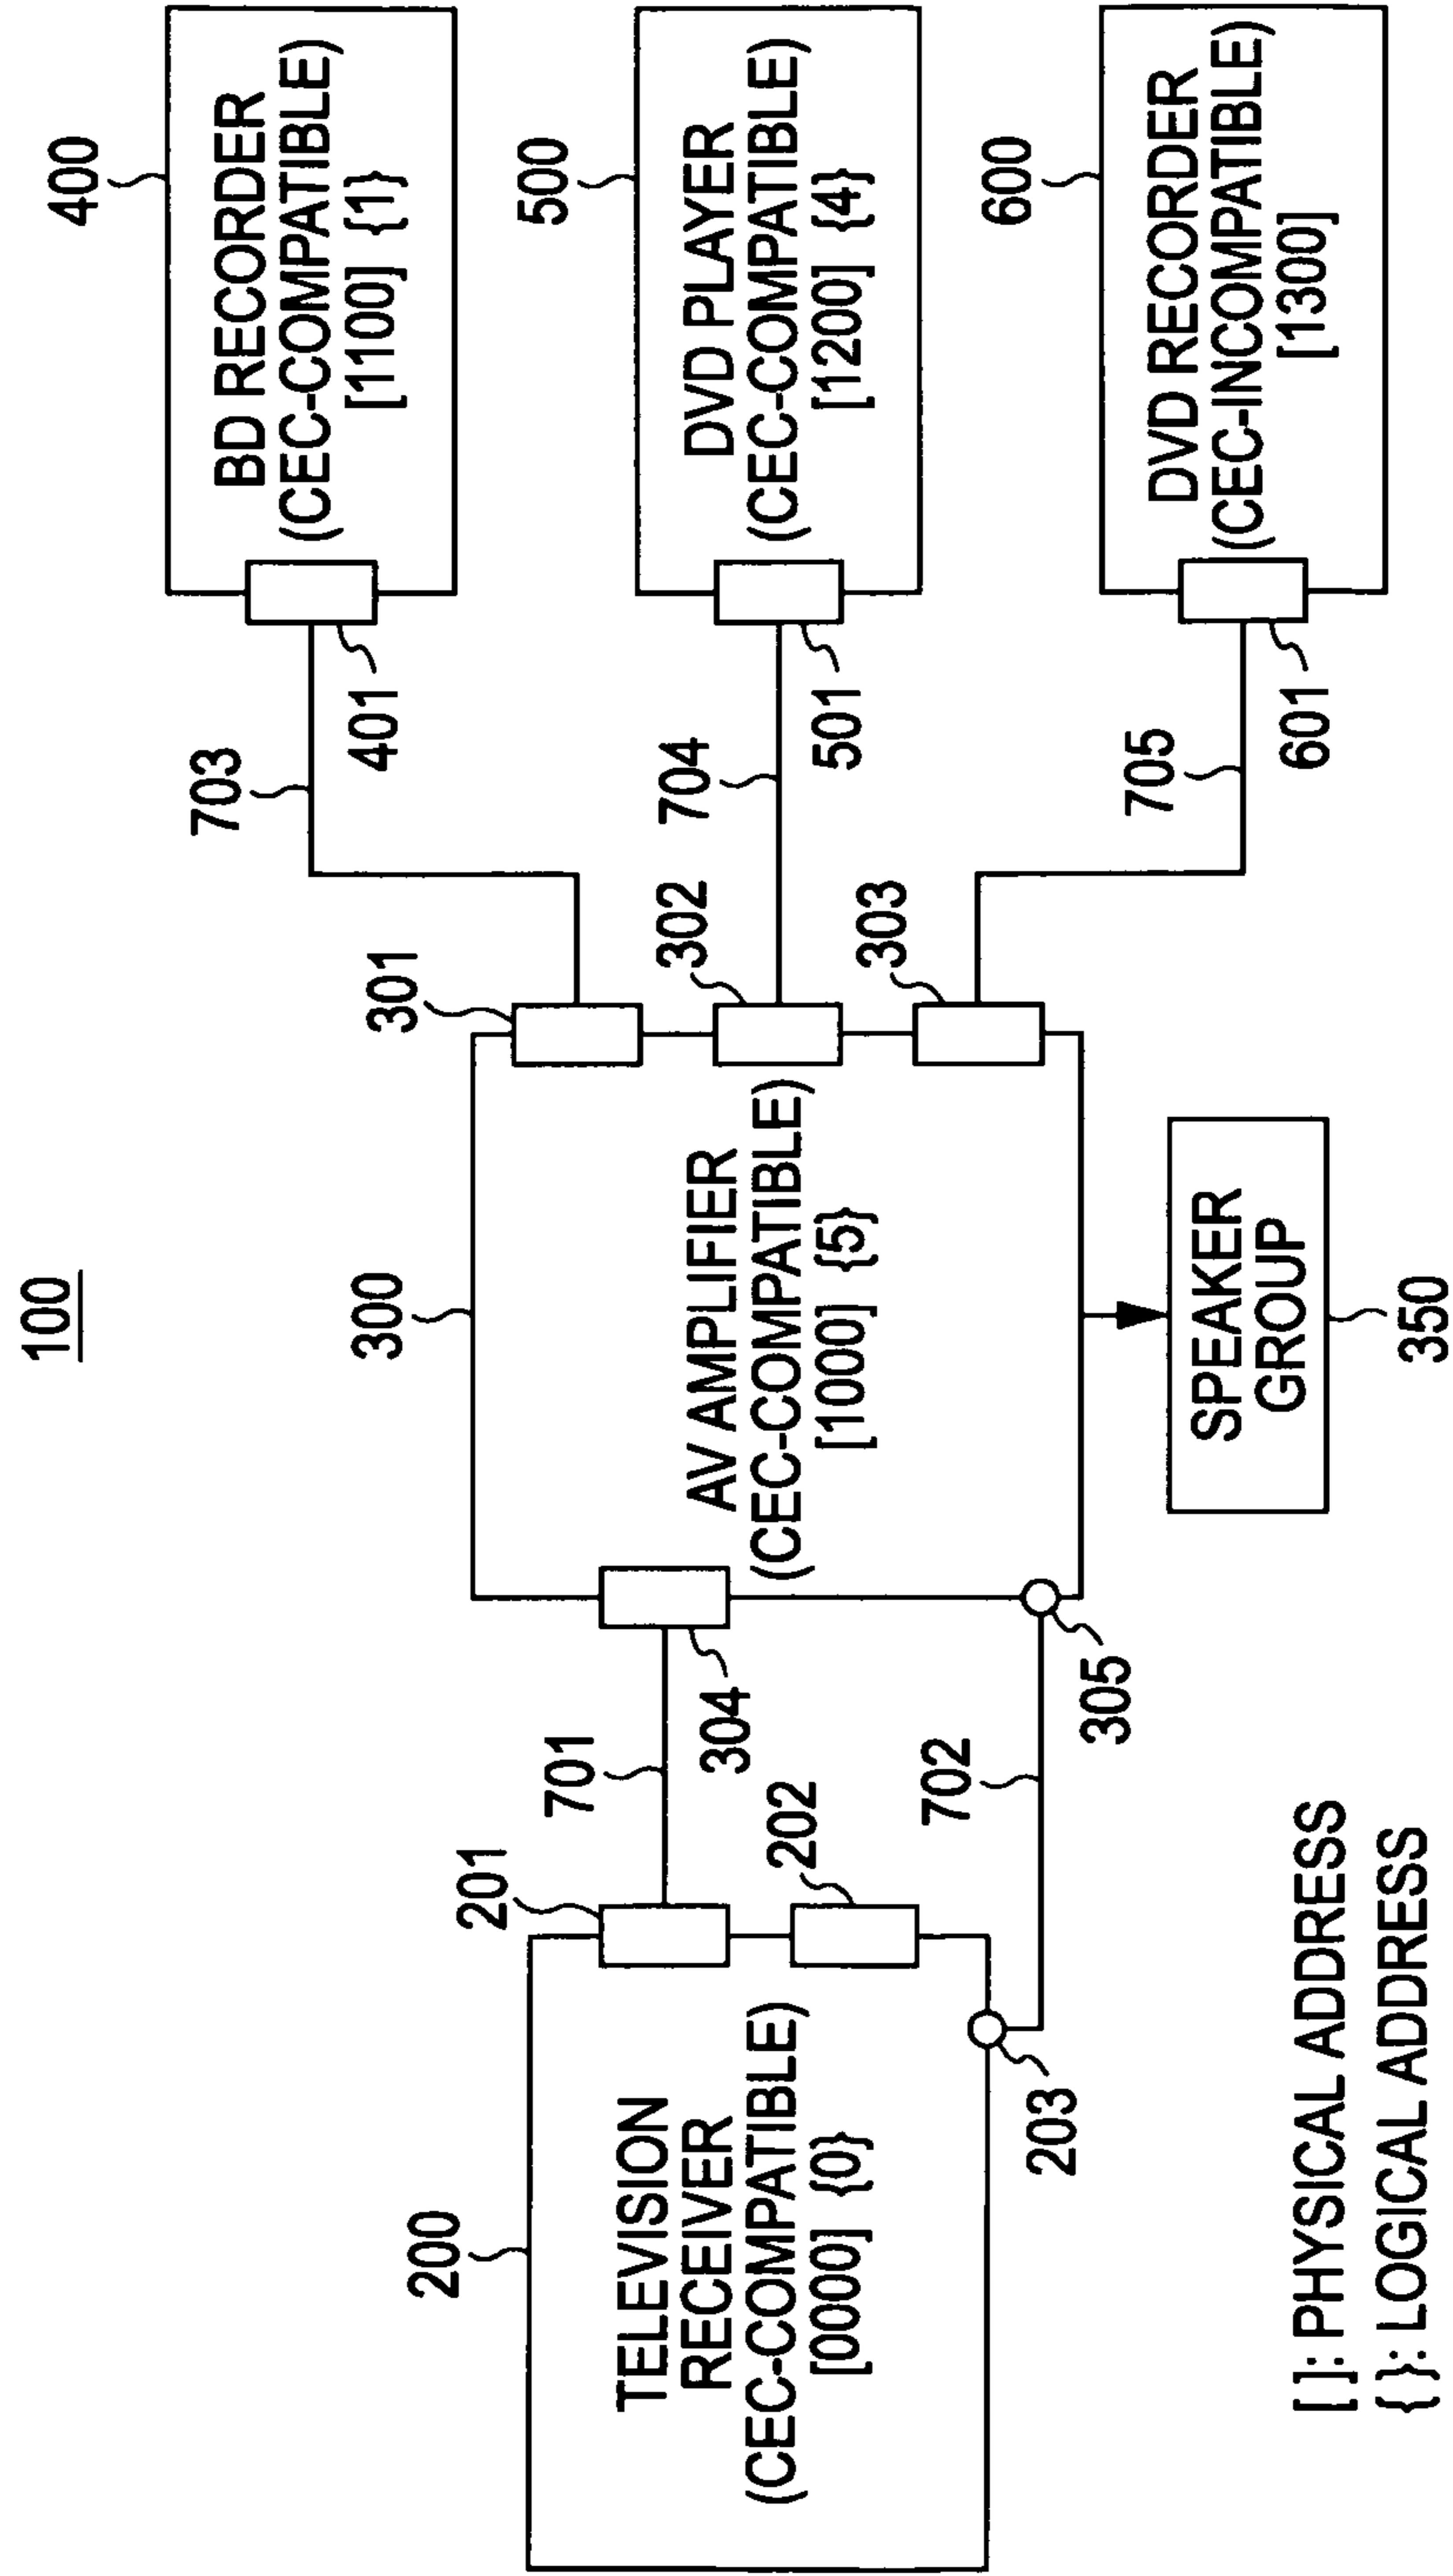 100
200
TELEVISION
RECEIVER
(CEC-COMPATIBLE)
[0000] {0}
201
202
203
701
702
300
304
305
AV AMPLIFIER
(CEC-COMPATIBLE)
[1000] {5}
301
302
303
SPEAKER
GROUP
350
703
704
705
400
401
BD RECORDER
(CEC-COMPATIBLE)
[1100] {1}
500
501
DVD PLAYER
(CEC-COMPATIBLE)
[1200] {4}
600
601
DVD RECORDER
(CEC-INCOMPATIBLE)
[1300]
[ ]: PHYSICAL ADDRESS
{ }: LOGICAL ADDRESS